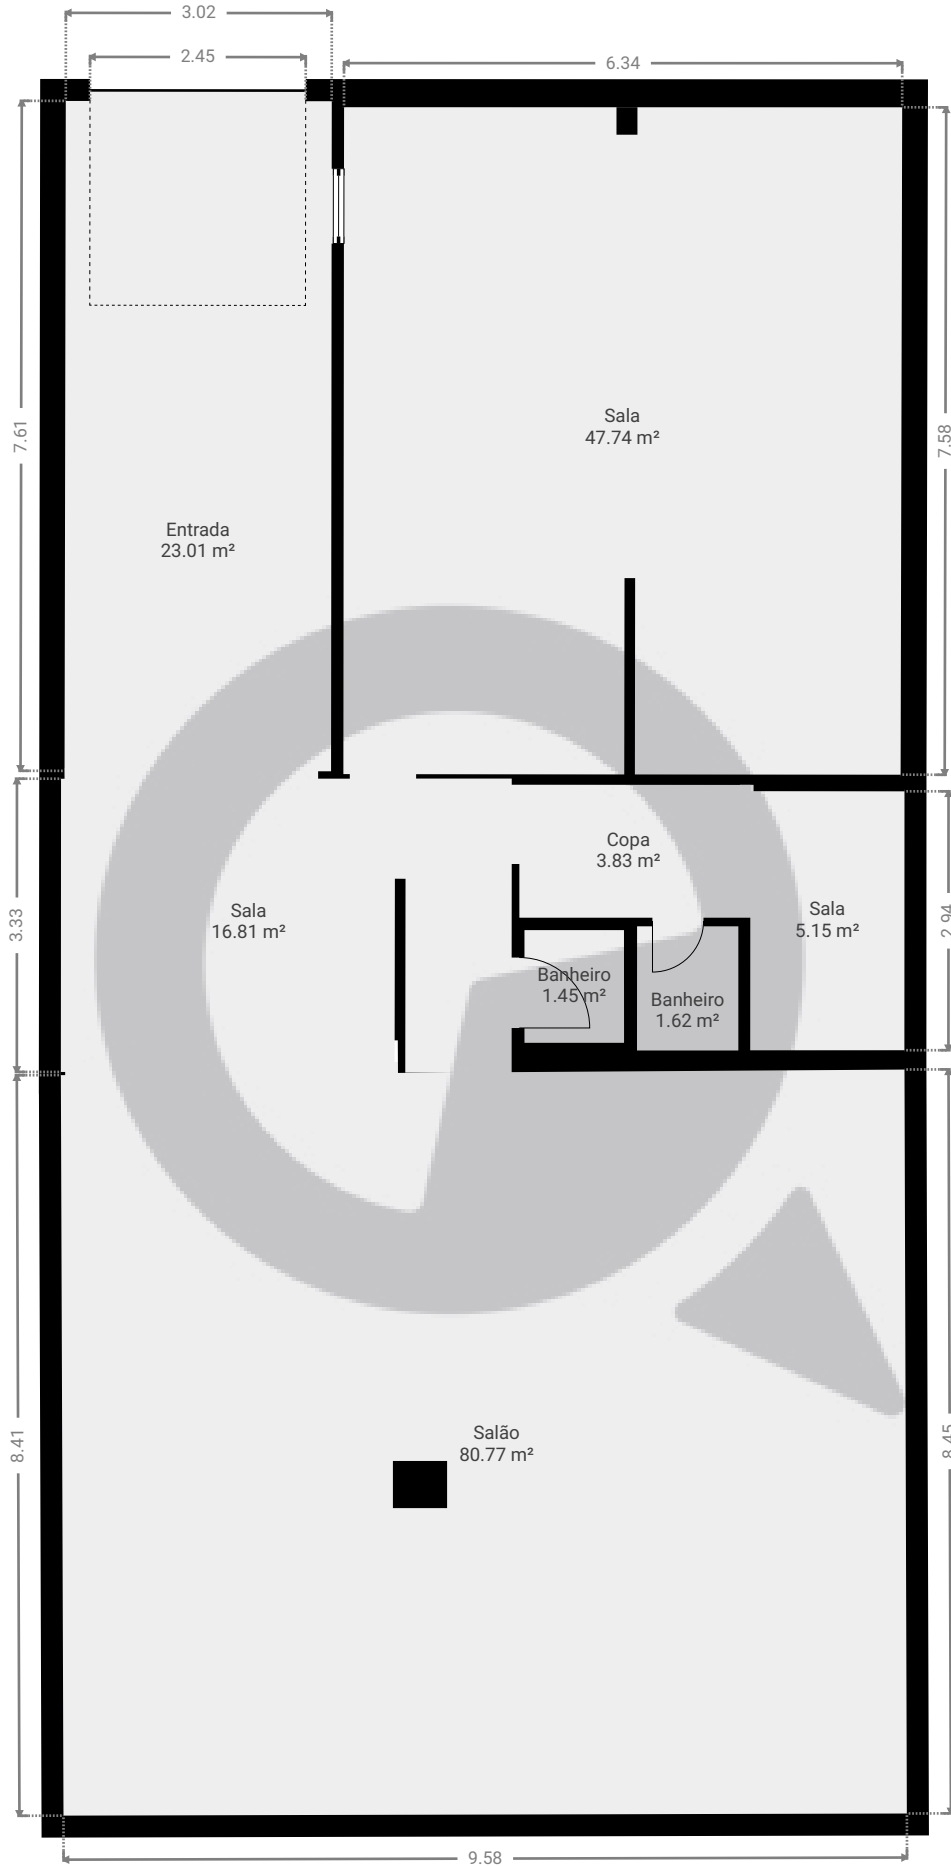 3.02
2.45
6.34
7.61
7.58
Sala
47.74 m²
Entrada
23.01 m²
Copa
3.83 m²
Sala
16.81 m²
Sala
5.15 m²
3.33
2.94
Banheiro
1.45 m²
Banheiro
1.62 m²
Salão
80.77 m²
8.41
8.45
9.58